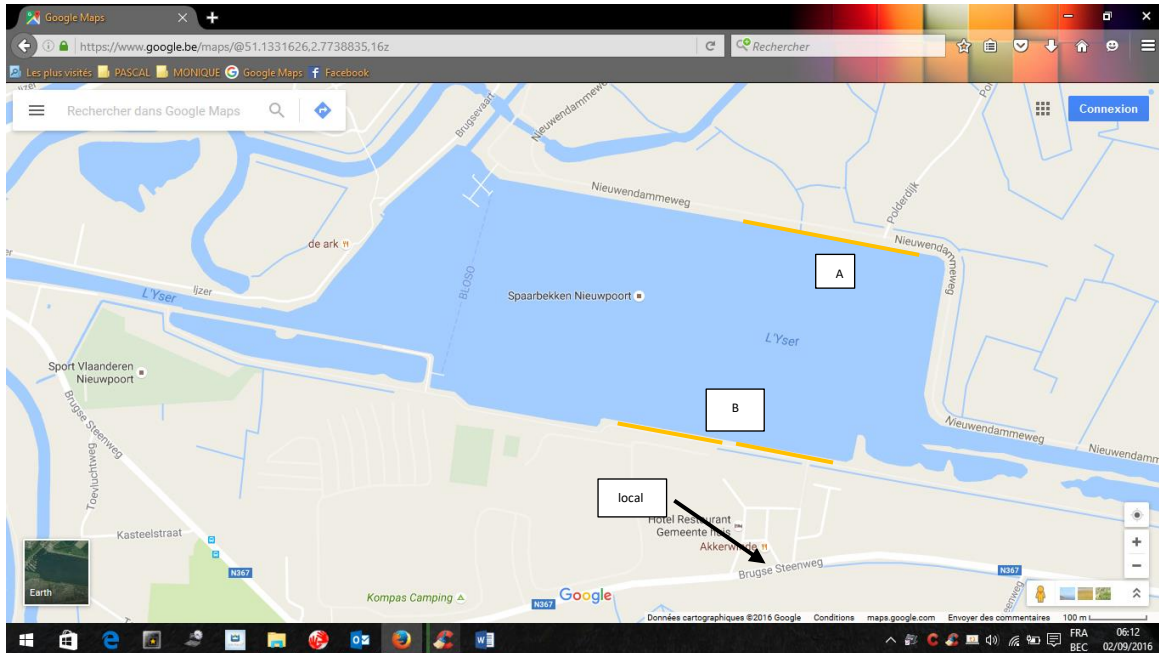 Google Maps
https://www.google.be/maps/@51.1331626,2.7738835,16z
Rechercher
Les plus visités PASCAL MONIQUE Google Maps Facebook
Rechercher dans Google Maps
Connexion
Brugsevaart
Nieuwendammeweg
Polderdijk
Nieuwendammeweg
Nieuwendammeweg
de ark
BLOSO
A
L'Yser
Ijzer
Spaarbekken Nieuwpoort
L'Yser
Sport Vlaanderen
Nieuwpoort
B
Brugse Steenweg
Toevluchtweg
Nieuwendammeweg
local
Hotel Restaurant
Gemeente huis
Akkerwinde
Kasteelstraat
Brugse Steenweg
N367
N367
N367
Earth
Kompas Camping
Google
Données cartographiques ©2016 Google Conditions maps.google.com Envoyer des commentaires 100 m
FRA 06:12
BEC 02/09/2016